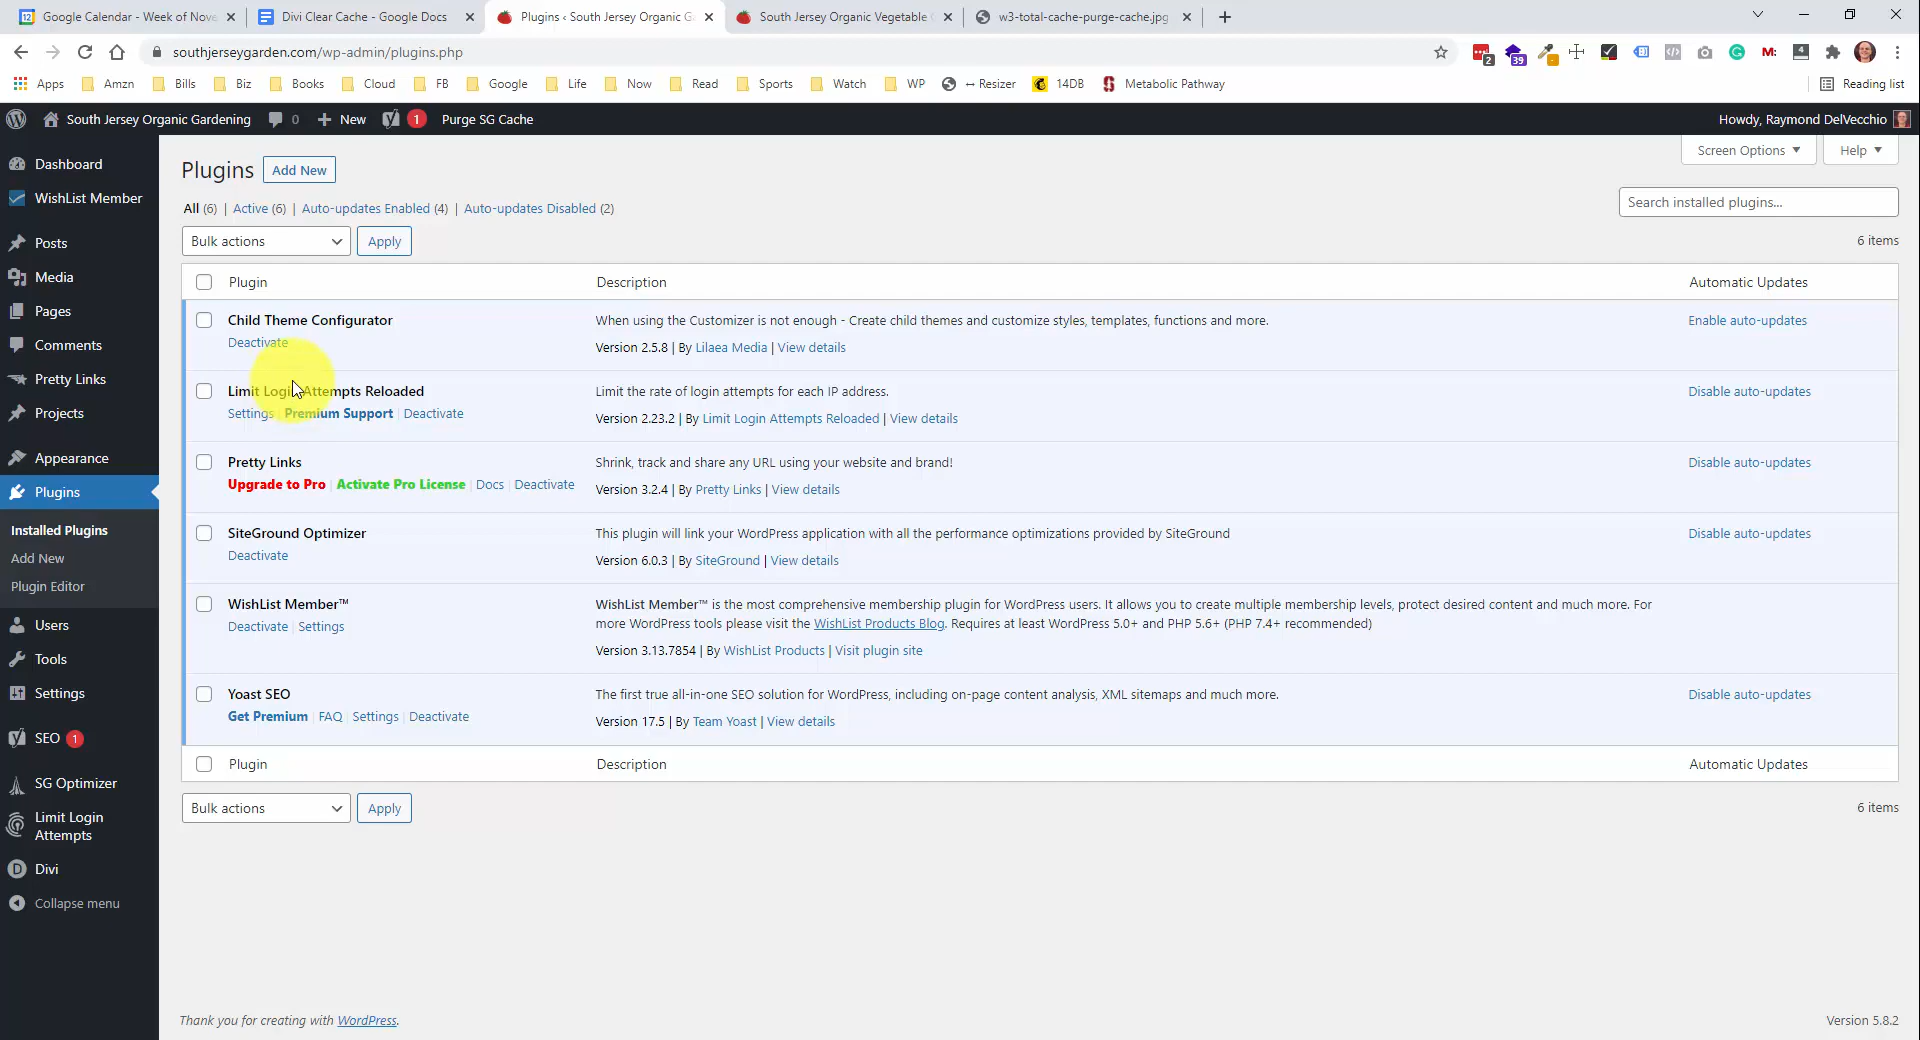 Google Calendar - Week of Nove
Divi Clear Cache - Google Docs
Plugins ‹ South Jersey Organic Ga
South Jersey Organic Vegetable G
w3-total-cache-purge-cache.jpg
southjerseygarden.com/wp-admin/plugins.php
2
39
4
Apps
Amzn
Bills
Biz
Books
Cloud
FB
Google
Life
Now
Read
Sports
Watch
WP
↔ Resizer
14DB
Metabolic Pathway
Reading list
South Jersey Organic Gardening
0
New
1
Purge SG Cache
Howdy, Raymond DelVecchio
Dashboard
WishList Member
Posts
Media
Pages
Comments
Pretty Links
Projects
Appearance
Plugins
Installed Plugins
Add New
Plugin Editor
Users
Tools
Settings
SEO 1
SG Optimizer
Limit Login
Attempts
Divi
Collapse menu
Screen Options
Help
Plugins
Add New
All (6) | Active (6) | Auto-updates Enabled (4) | Auto-updates Disabled (2)
Search installed plugins...
Bulk actions
Apply
6 items
Plugin
Description
Automatic Updates
Child Theme Configurator
When using the Customizer is not enough - Create child themes and customize styles, templates, functions and more.
Enable auto-updates
Deactivate
Version 2.5.8 | By Lilaea Media | View details
Limit Login Attempts Reloaded
Limit the rate of login attempts for each IP address.
Disable auto-updates
Settings | Premium Support | Deactivate
Version 2.23.2 | By Limit Login Attempts Reloaded | View details
Pretty Links
Shrink, track and share any URL using your website and brand!
Disable auto-updates
Upgrade to Pro | Activate Pro License | Docs | Deactivate
Version 3.2.4 | By Pretty Links | View details
SiteGround Optimizer
This plugin will link your WordPress application with all the performance optimizations provided by SiteGround
Disable auto-updates
Deactivate
Version 6.0.3 | By SiteGround | View details
WishList Member™
WishList Member™ is the most comprehensive membership plugin for WordPress users. It allows you to create multiple membership levels, protect desired content and much more. For
Deactivate | Settings
more WordPress tools please visit the WishList Products Blog. Requires at least WordPress 5.0+ and PHP 5.6+ (PHP 7.4+ recommended)
Version 3.13.7854 | By WishList Products | Visit plugin site
Yoast SEO
The first true all-in-one SEO solution for WordPress, including on-page content analysis, XML sitemaps and much more.
Disable auto-updates
Get Premium | FAQ | Settings | Deactivate
Version 17.5 | By Team Yoast | View details
Plugin
Description
Automatic Updates
Bulk actions
Apply
6 items
Thank you for creating with WordPress.
Version 5.8.2